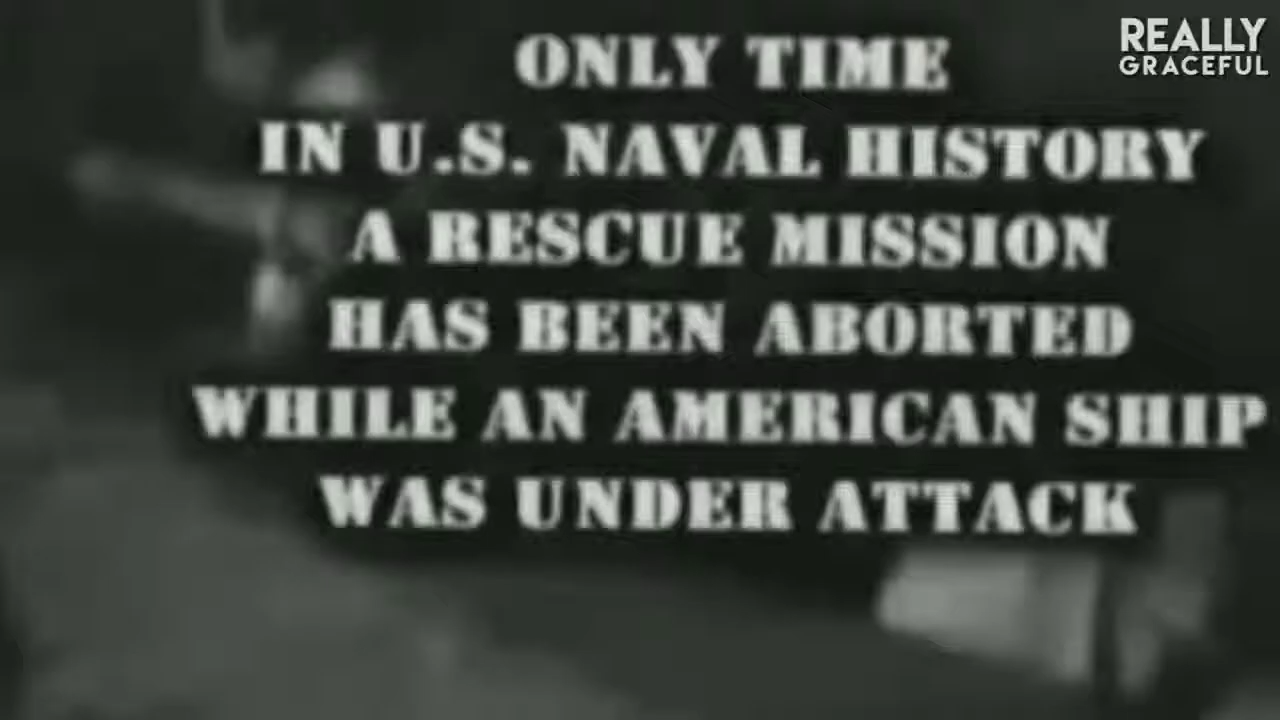 REALLY
GRACEFUL
ONLY TIME
IN U.S. NAVAL HISTORY
A RESCUE MISSION
HAS BEEN ABORTED
WHILE AN AMERICAN SHIP
WAS UNDER ATTACK